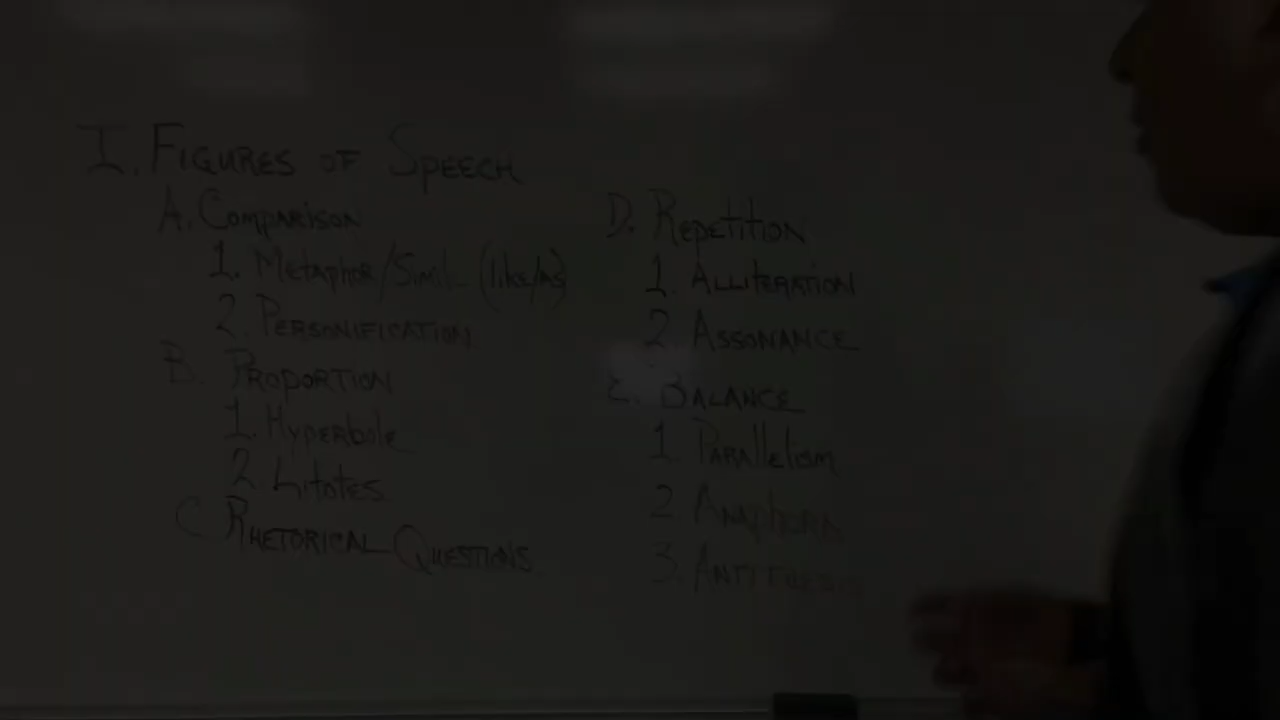 I. FIGURES OF SPEECH
A. COMPARISON
1. METAPHOR/SIMIL (like/as)
2. PERSONIFICATION
B. PROPORTION
1. HYPERBOLE
2 LITOTES
C RHETORICAL QUESTIONS
D. REPETITION
1. ALLITERATION
2. ASSONANCE
E. BALANCE
1 PARALLELISM
2 ANAPHORA
3. ANTITHESIS